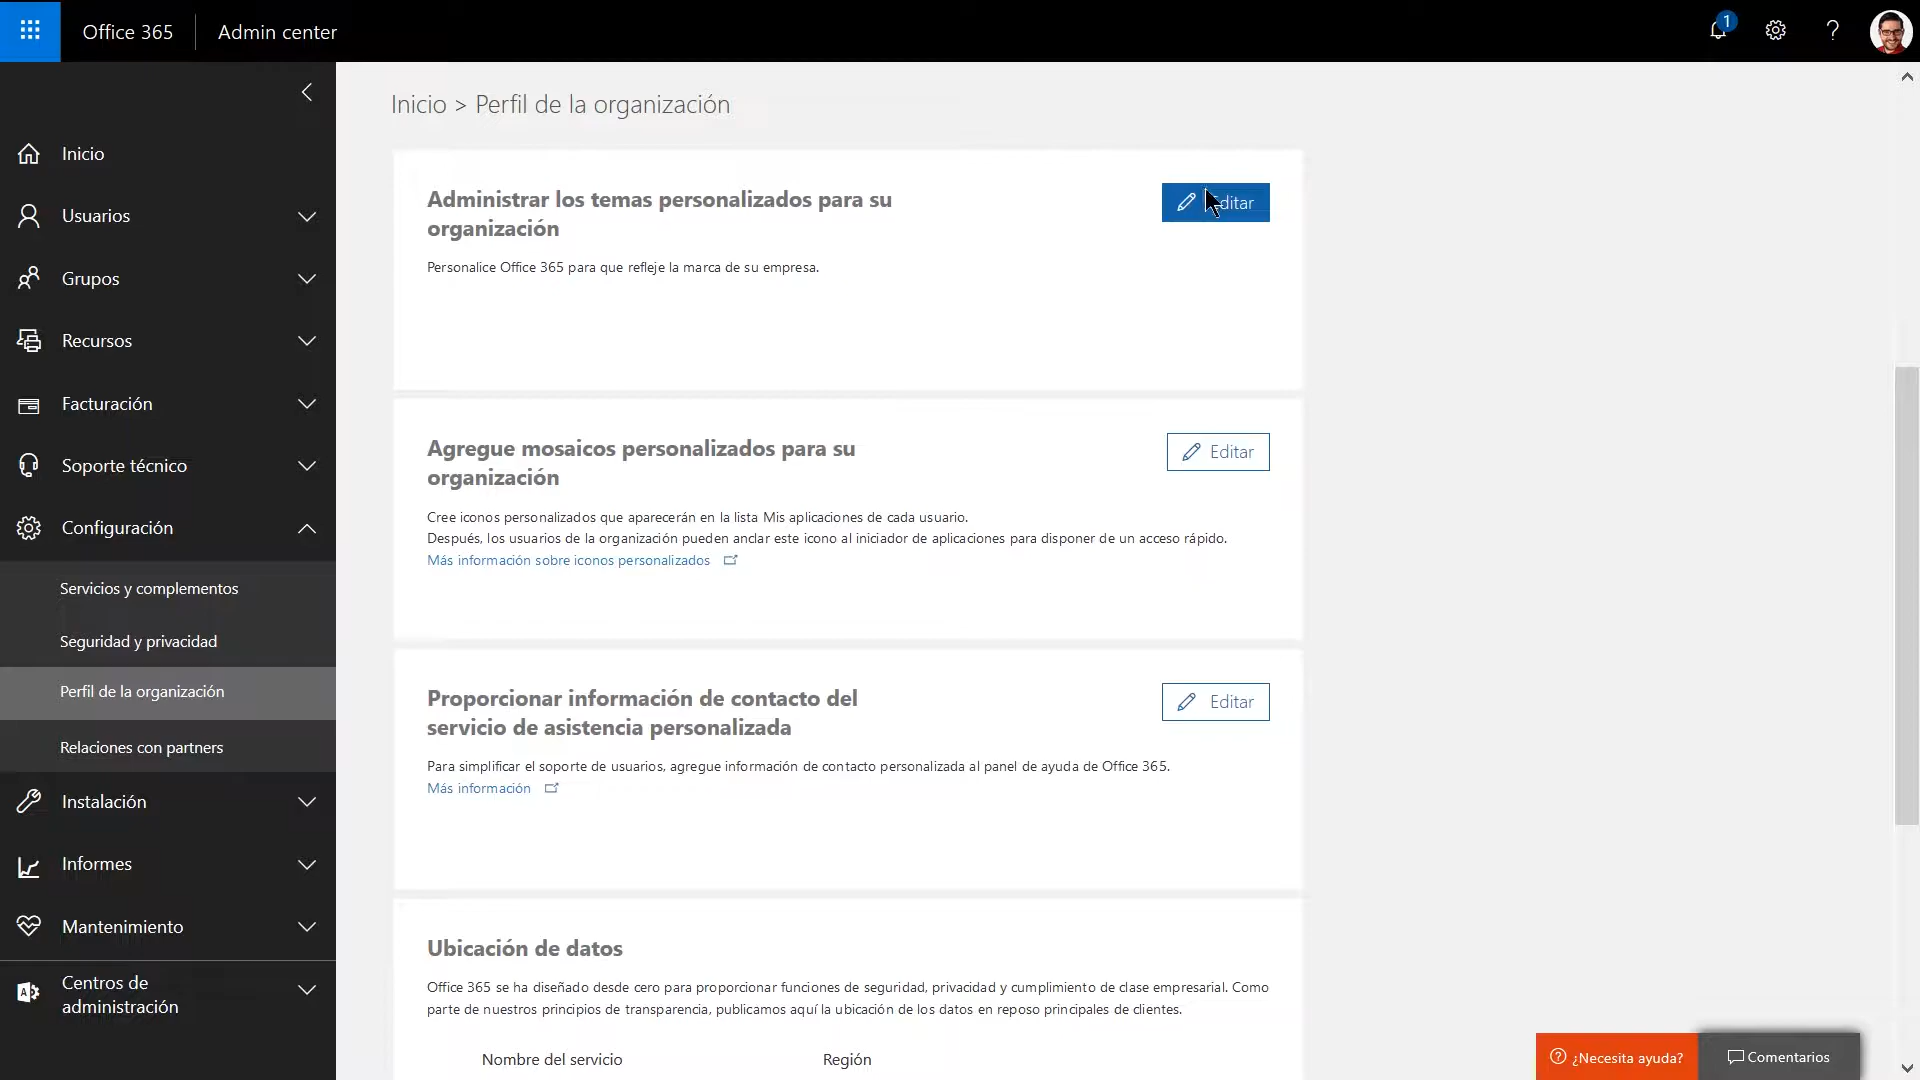 Office 365
Admin center
1
?
Inicio
Usuarios
Grupos
Recursos
Facturación
Soporte técnico
Configuración
Servicios y complementos
Seguridad y privacidad
Perfil de la organización
Relaciones con partners
Instalación
Informes
Mantenimiento
Centros de
administración
Inicio > Perfil de la organización
Administrar los temas personalizados para su
organización
Personalice Office 365 para que refleje la marca de su empresa.
Editar
Agregue mosaicos personalizados para su
organización
Editar
Cree iconos personalizados que aparecerán en la lista Mis aplicaciones de cada usuario.
Después, los usuarios de la organización pueden anclar este icono al iniciador de aplicaciones para disponer de un acceso rápido.
Más información sobre iconos personalizados
Proporcionar información de contacto del
servicio de asistencia personalizada
Editar
Para simplificar el soporte de usuarios, agregue información de contacto personalizada al panel de ayuda de Office 365.
Más información
Ubicación de datos
Office 365 se ha diseñado desde cero para proporcionar funciones de seguridad, privacidad y cumplimiento de clase empresarial. Como
parte de nuestros principios de transparencia, publicamos aquí la ubicación de los datos en reposo principales de clientes.
Nombre del servicio
Región
¿Necesita ayuda?
Comentarios